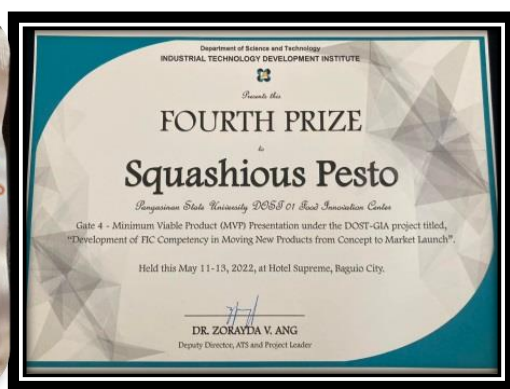 Department of Science and Technology
INDUSTRIAL TECHNOLOGY DEVELOPMENT INSTITUTE
Presents this
FOURTH PRIZE
to
Squashious Pesto
Pangasinan State University DOST 01 Food Innovation Center
Gate 4 - Minimum Viable Product (MVP) Presentation under the DOST-GIA project titled,
"Development of FIC Competency in Moving New Products from Concept to Market Launch".
Held this May 11-13, 2022, at Hotel Supreme, Baguio City.
DR. ZORAYDA V. ANG
Deputy Director, ATS and Project Leader